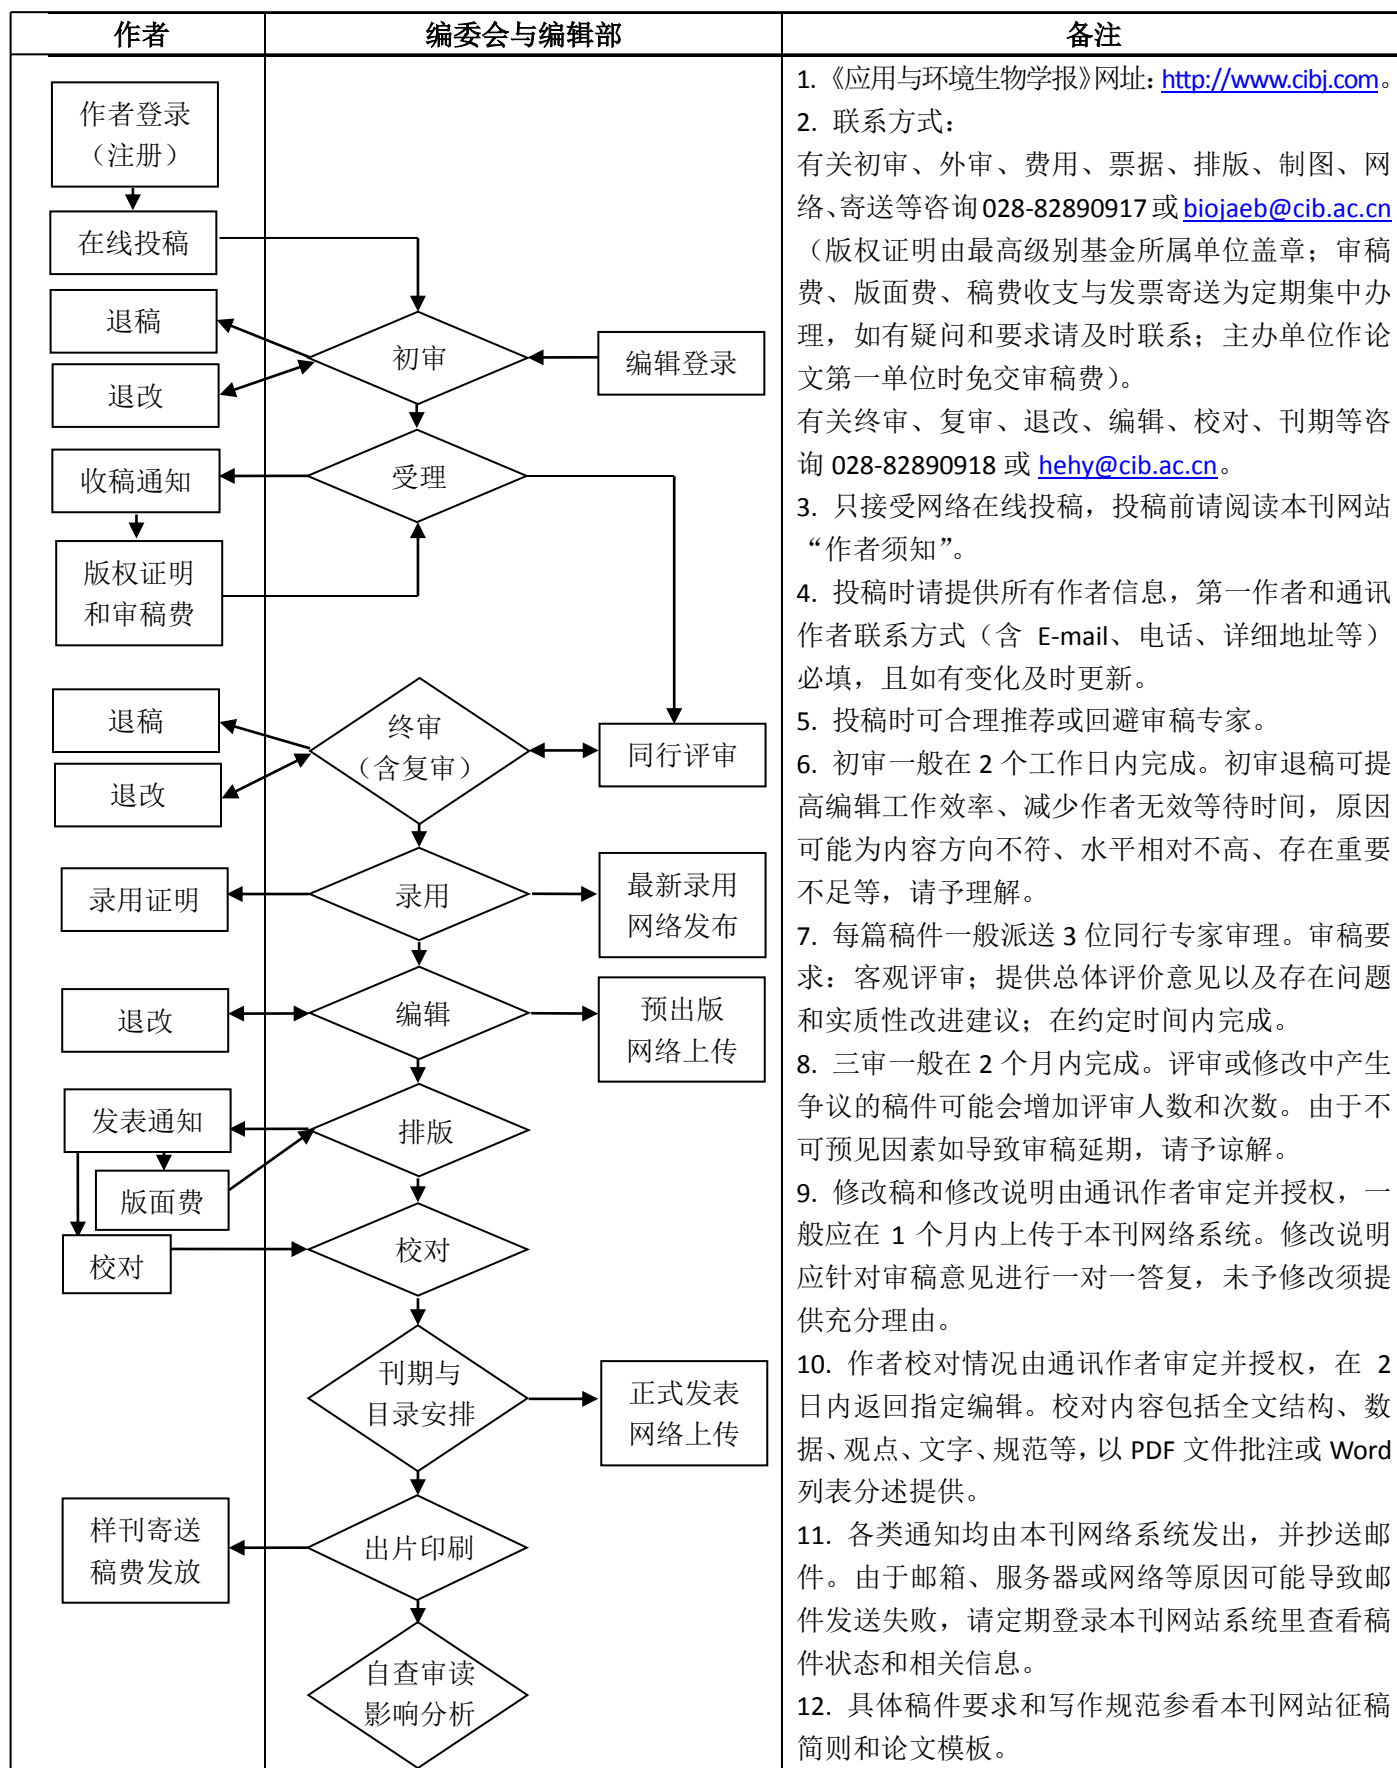 作者
编委会与编辑部
备注
作者登录
（注册）
在线投稿
退稿
初审
编辑登录
退改
收稿通知
受理
版权证明
和审稿费
退稿
终审
（含复审）
同行评审
退改
录用证明
录用
最新录用
网络发布
退改
编辑
预出版
网络上传
发表通知
排版
版面费
校对
校对
刊期与
目录安排
正式发表
网络上传
样刊寄送
稿费发放
出片印刷
自查审读
影响分析
1.《应用与环境生物学报》网址：http://www.cibj.com。
2. 联系方式：
有关初审、外审、费用、票据、排版、制图、网
络、寄送等咨询 028-82890917 或 biojaeb@cib.ac.cn
（版权证明由最高级别基金所属单位盖章；审稿
费、版面费、稿费收支与发票寄送为定期集中办
理，如有疑问和要求请及时联系；主办单位作论
文第一单位时免交审稿费）。
有关终审、复审、退改、编辑、校对、刊期等咨
询 028-82890918 或 hehy@cib.ac.cn。
3. 只接受网络在线投稿，投稿前请阅读本刊网站
“作者须知”。
4. 投稿时请提供所有作者信息，第一作者和通讯
作者联系方式（含 E-mail、电话、详细地址等）
必填，且如有变化及时更新。
5. 投稿时可合理推荐或回避审稿专家。
6. 初审一般在 2 个工作日内完成。初审退稿可提
高编辑工作效率、减少作者无效等待时间，原因
可能为内容方向不符、水平相对不高、存在重要
不足等，请予理解。
7. 每篇稿件一般派送 3 位同行专家审理。审稿要
求：客观评审；提供总体评价意见以及存在问题
和实质性改进建议；在约定时间内完成。
8. 三审一般在 2 个月内完成。评审或修改中产生
争议的稿件可能会增加评审人数和次数。由于不
可预见因素如导致审稿延期，请予谅解。
9. 修改稿和修改说明由通讯作者审定并授权，一
般应在 1 个月内上传于本刊网络系统。修改说明
应针对审稿意见进行一对一答复，未予修改须提
供充分理由。
10. 作者校对情况由通讯作者审定并授权，在 2
日内返回指定编辑。校对内容包括全文结构、数
据、观点、文字、规范等，以 PDF 文件批注或 Word
列表分述提供。
11. 各类通知均由本刊网络系统发出，并抄送邮
件。由于邮箱、服务器或网络等原因可能导致邮
件发送失败，请定期登录本刊网站系统里查看稿
件状态和相关信息。
12. 具体稿件要求和写作规范参看本刊网站征稿
简则和论文模板。